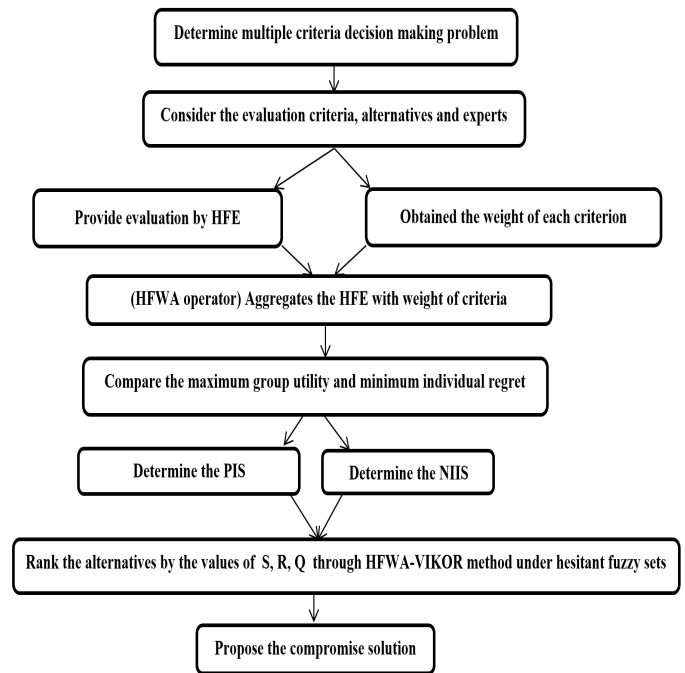 Determine multiple criteria decision making problem
Consider the evaluation criteria, alternatives and experts
Provide evaluation by HFE
Obtained the weight of each criterion
(HFWA operator) Aggregates the HFE with weight of criteria
Compare the maximum group utility and minimum individual regret
Determine the PIS
Determine the NIIS
Rank the alternatives by the values of S, R, Q through HFWA-VIKOR method under hesitant fuzzy sets
Propose the compromise solution